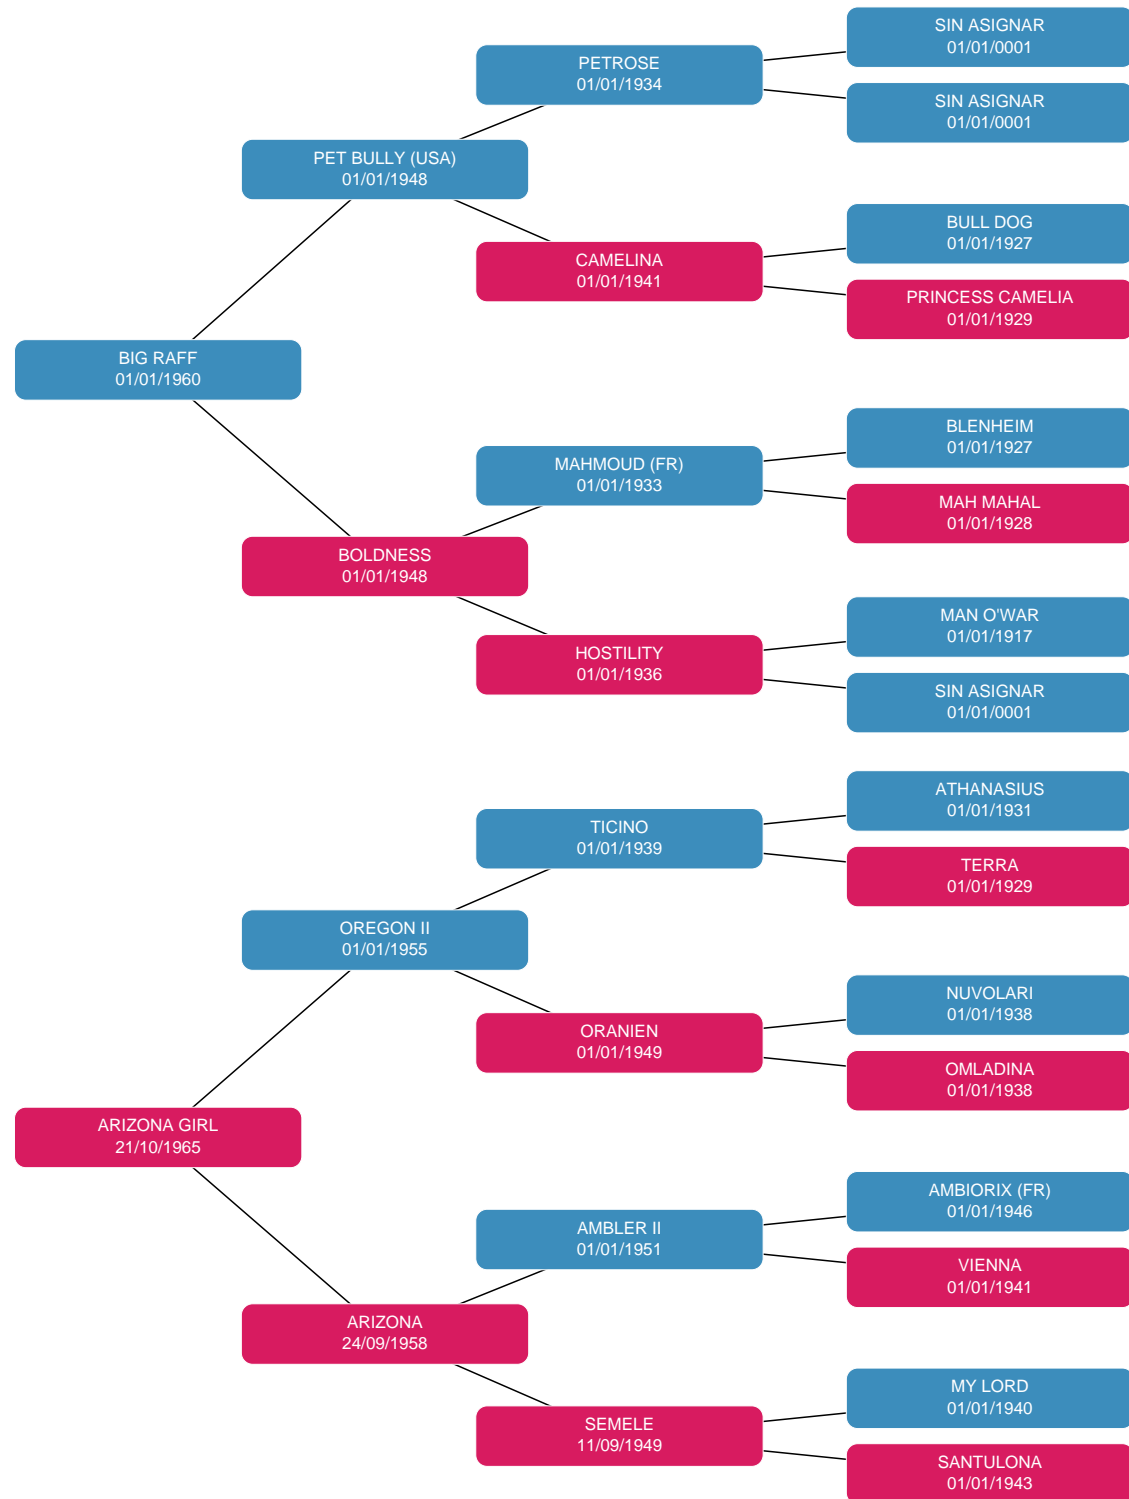 SIN ASIGNAR
01/01/0001
PETROSE
01/01/1934
SIN ASIGNAR
01/01/0001
PET BULLY (USA)
01/01/1948
BULL DOG
01/01/1927
CAMELINA
01/01/1941
PRINCESS CAMELIA
01/01/1929
BIG RAFF
01/01/1960
BLENHEIM
01/01/1927
MAHMOUD (FR)
01/01/1933
MAH MAHAL
01/01/1928
BOLDNESS
01/01/1948
MAN O'WAR
01/01/1917
HOSTILITY
01/01/1936
SIN ASIGNAR
01/01/0001
ATHANASIUS
01/01/1931
TICINO
01/01/1939
TERRA
01/01/1929
OREGON II
01/01/1955
NUVOLARI
01/01/1938
ORANIEN
01/01/1949
OMLADINA
01/01/1938
ARIZONA GIRL
21/10/1965
AMBIORIX (FR)
01/01/1946
AMBLER II
01/01/1951
VIENNA
01/01/1941
ARIZONA
24/09/1958
MY LORD
01/01/1940
SEMELE
11/09/1949
SANTULONA
01/01/1943